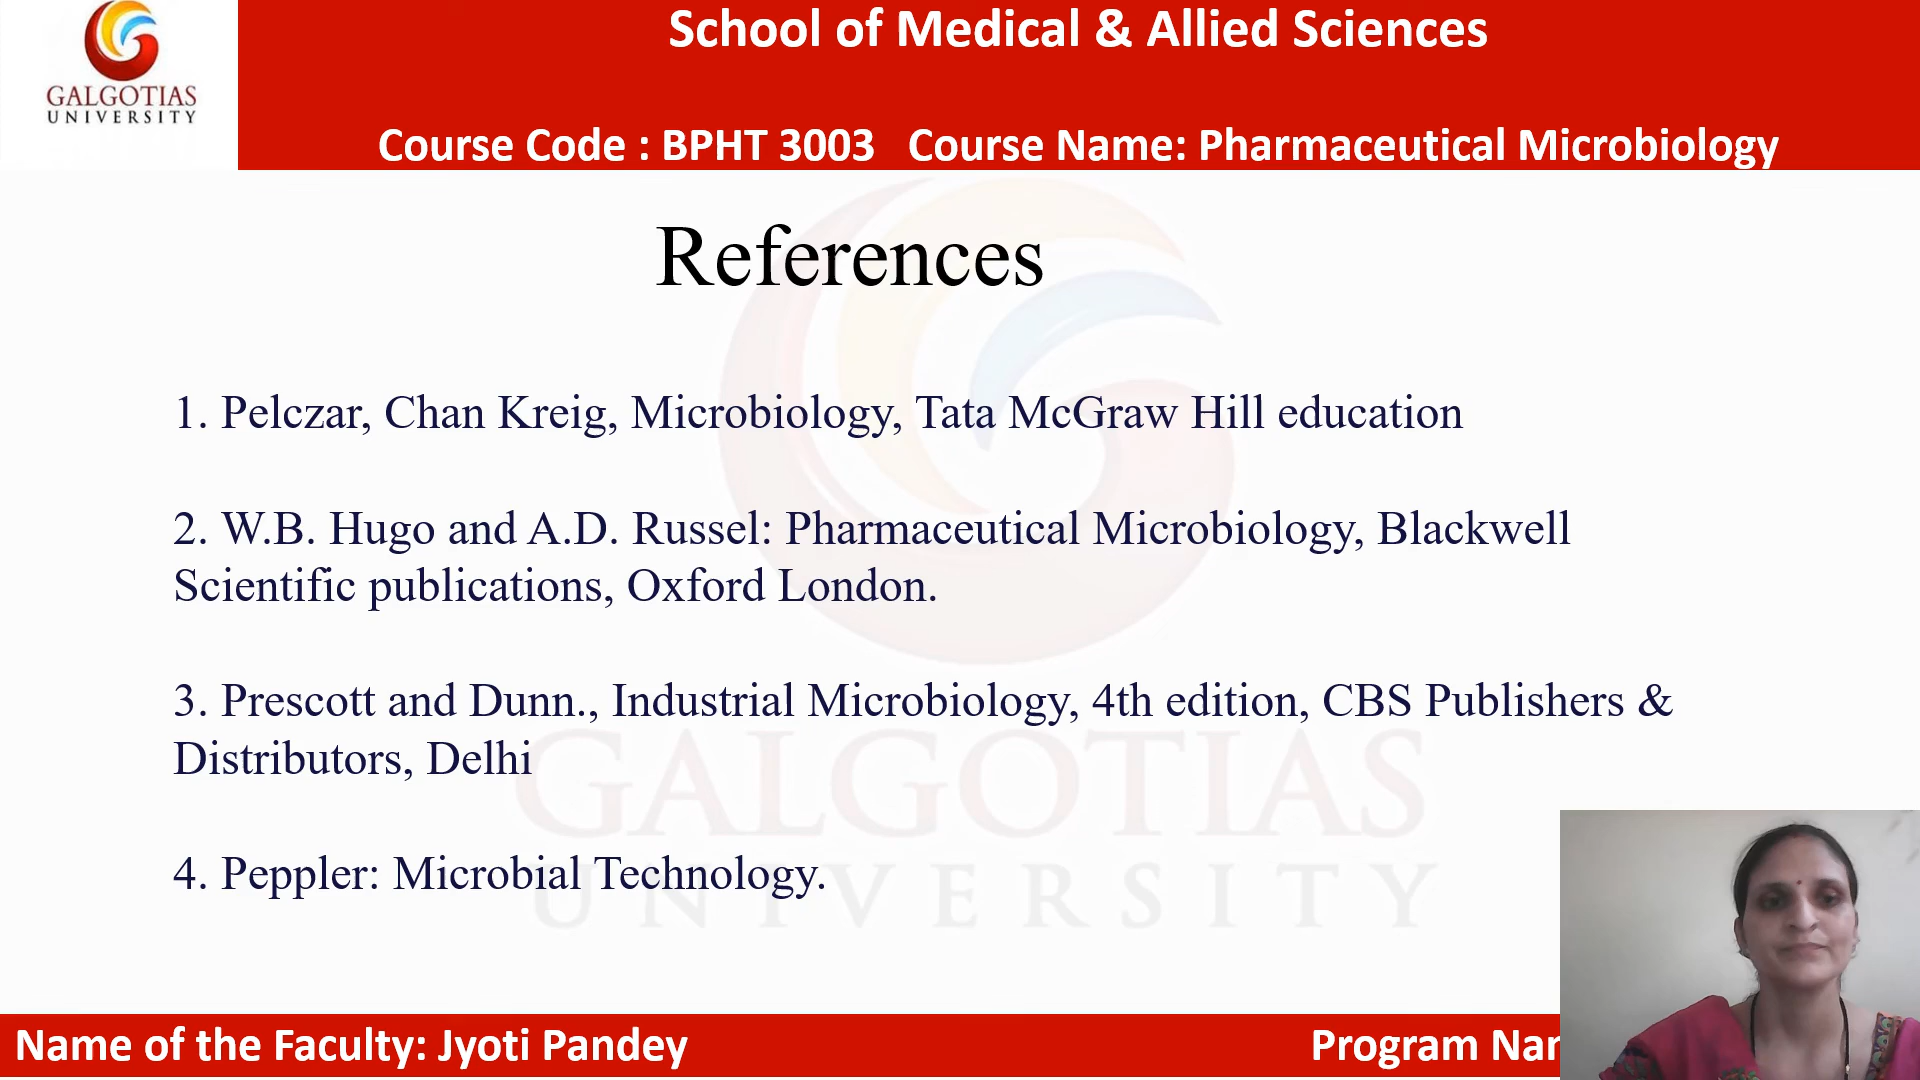 School of Medical & Allied Sciences
GALGOTIAS
UNIVERSITY
Course Code : BPHT 3003 Course Name: Pharmaceutical Microbiology
References
1. Pelczar, Chan Kreig, Microbiology, Tata McGraw Hill education
2. W.B. Hugo and A.D. Russel: Pharmaceutical Microbiology, Blackwell
Scientific publications, Oxford London.
3. Prescott and Dunn., Industrial Microbiology, 4th edition, CBS Publishers &
Distributors, Delhi
GALGOTIAS
4. Peppler: Microbial Technology.
UNIVERSITY
Name of the Faculty: Jyoti Pandey
Program